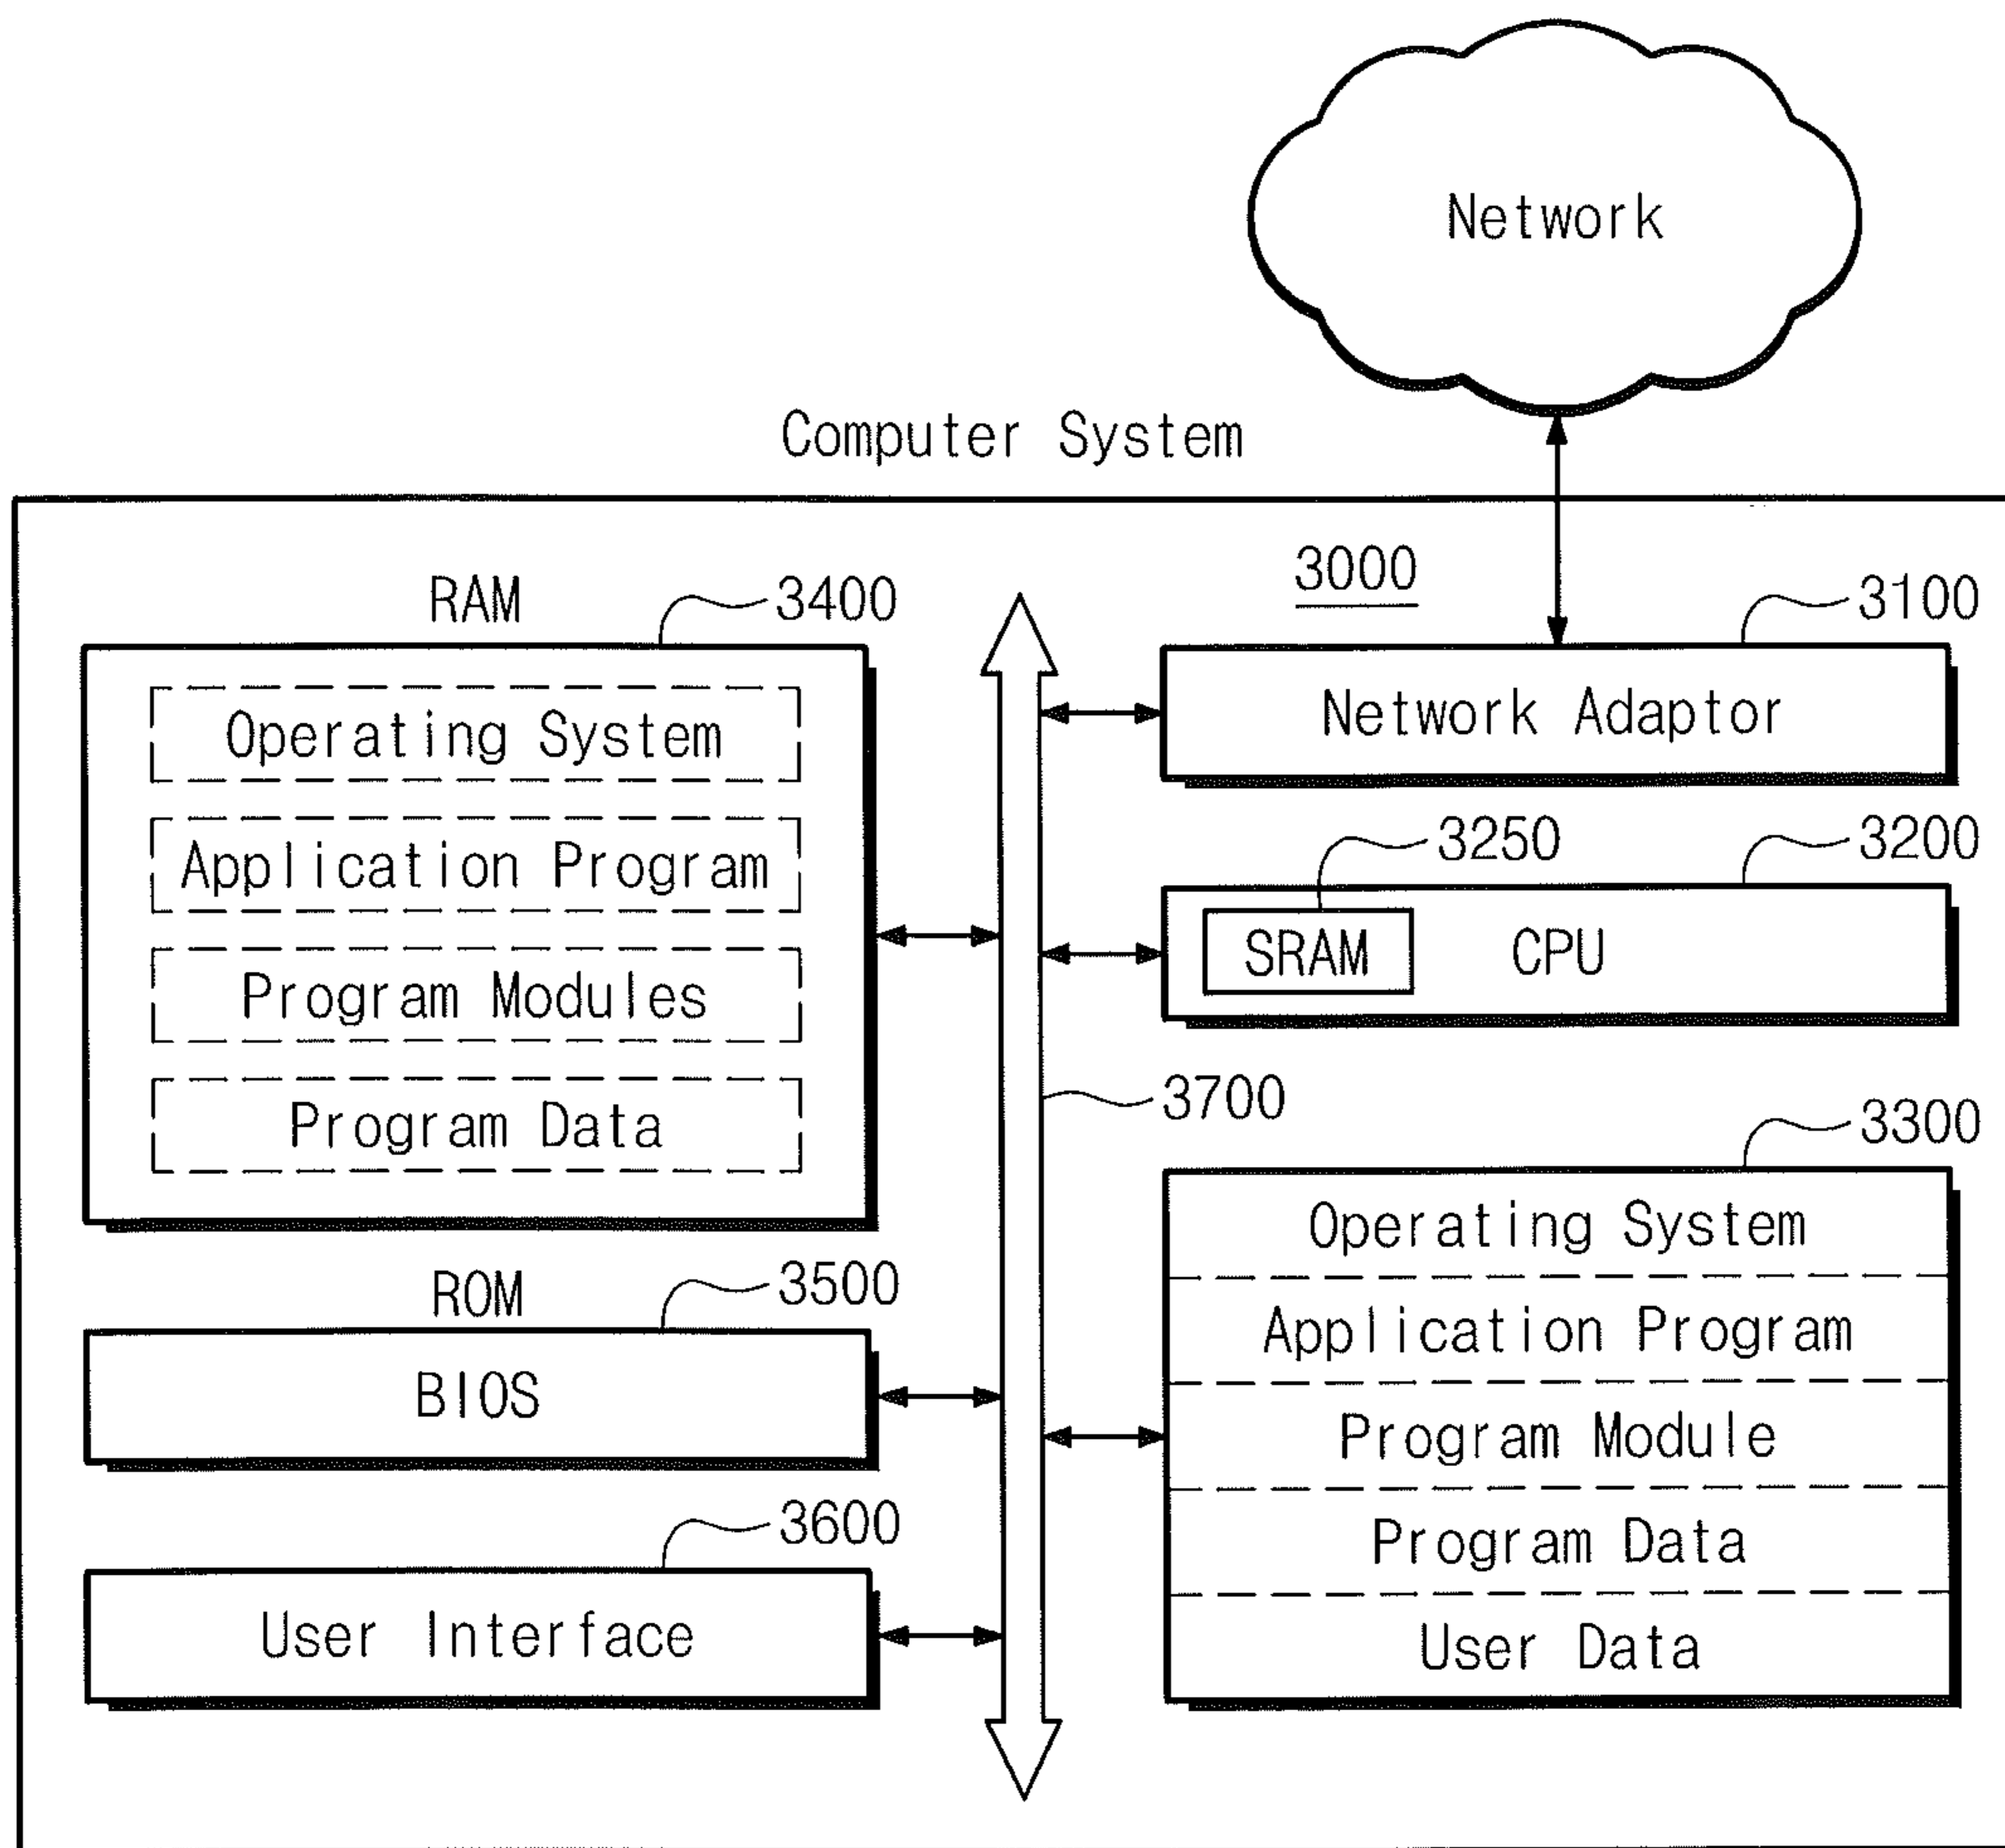 Network
Computer System
3000
RAM
3400
Operating System
Application Program
Program Modules
Program Data
ROM
3500
BIOS
3600
User Interface
3100
Network Adaptor
3250
3200
SRAM
CPU
3700
3300
Operating System
Application Program
Program Module
Program Data
User Data